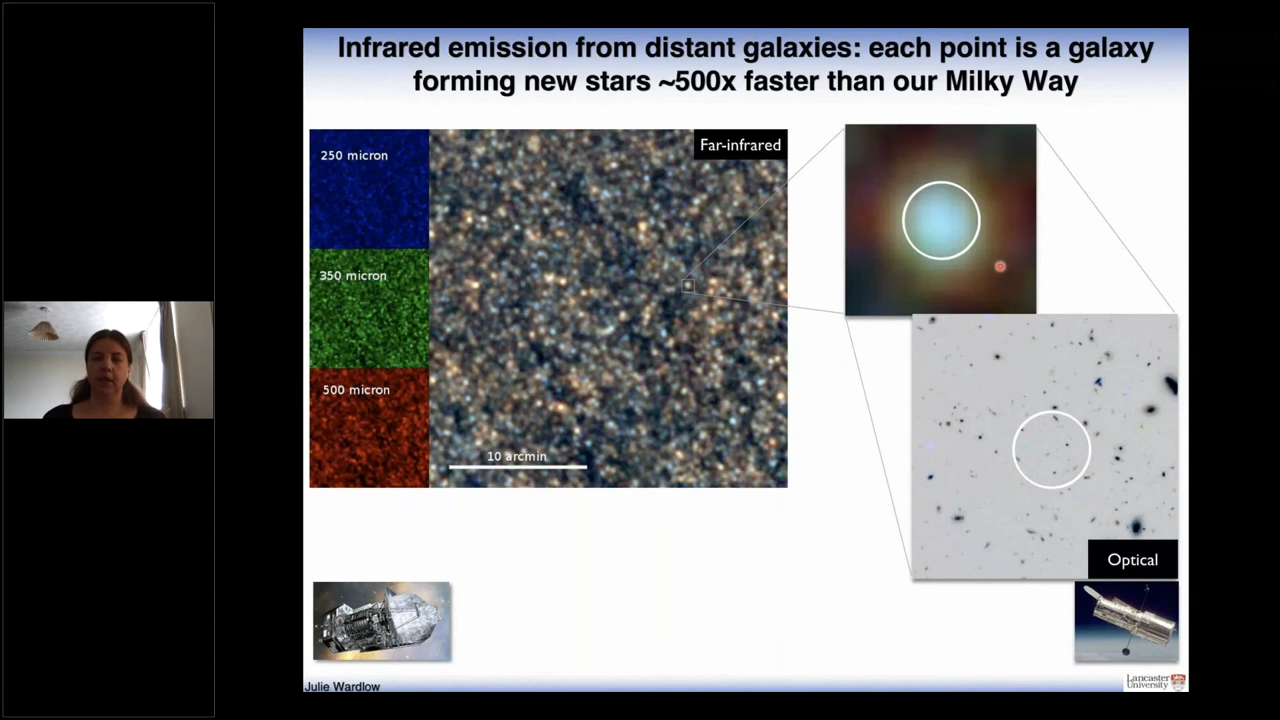 Infrared emission from distant galaxies: each point is a galaxy
forming new stars ~500x faster than our Milky Way
250 micron
Far-infrared
350 micron
500 micron
10 arcmin
Optical
Julie Wardlow
Lancaster
University